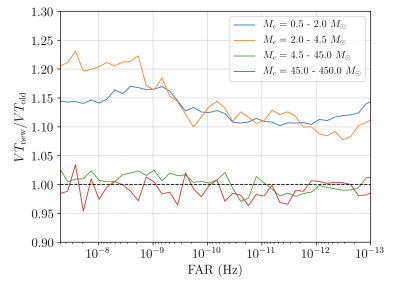 1.30
1.25
1.20
1.15
1.10
1.05
1.00
0.95
0.90
VT_new/VT_old
M_c = 0.5 - 2.0 M_⊙
M_c = 2.0 - 4.5 M_⊙
M_c = 4.5 - 45.0 M_⊙
M_c = 45.0 - 450.0 M_⊙
10^−8 10^−9 10^−10 10^−11 10^−12 10^−13
FAR (Hz)